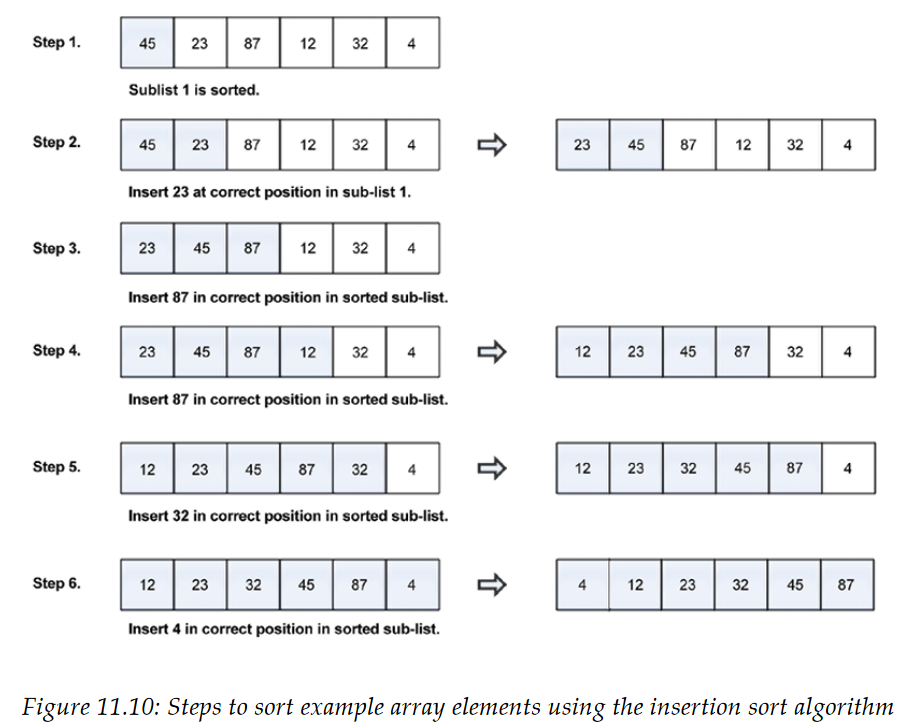 Step 1. 45 23 87 12 32 4
Sublist 1 is sorted.
Step 2. 45 23 87 12 32 4 23 45 87 12 32 4
Insert 23 at correct position in sub-list 1.
Step 3. 23 45 87 12 32 4
Insert 87 in correct position in sorted sub-list.
Step 4. 23 45 87 12 32 4 12 23 45 87 32 4
Insert 87 in correct position in sorted sub-list.
Step 5. 12 23 45 87 32 4 12 23 32 45 87 4
Insert 32 in correct position in sorted sub-list.
Step 6. 12 23 32 45 87 4 4 12 23 32 45 87
Insert 4 in correct position in sorted sub-list.
Figure 11.10: Steps to sort example array elements using the insertion sort algorithm